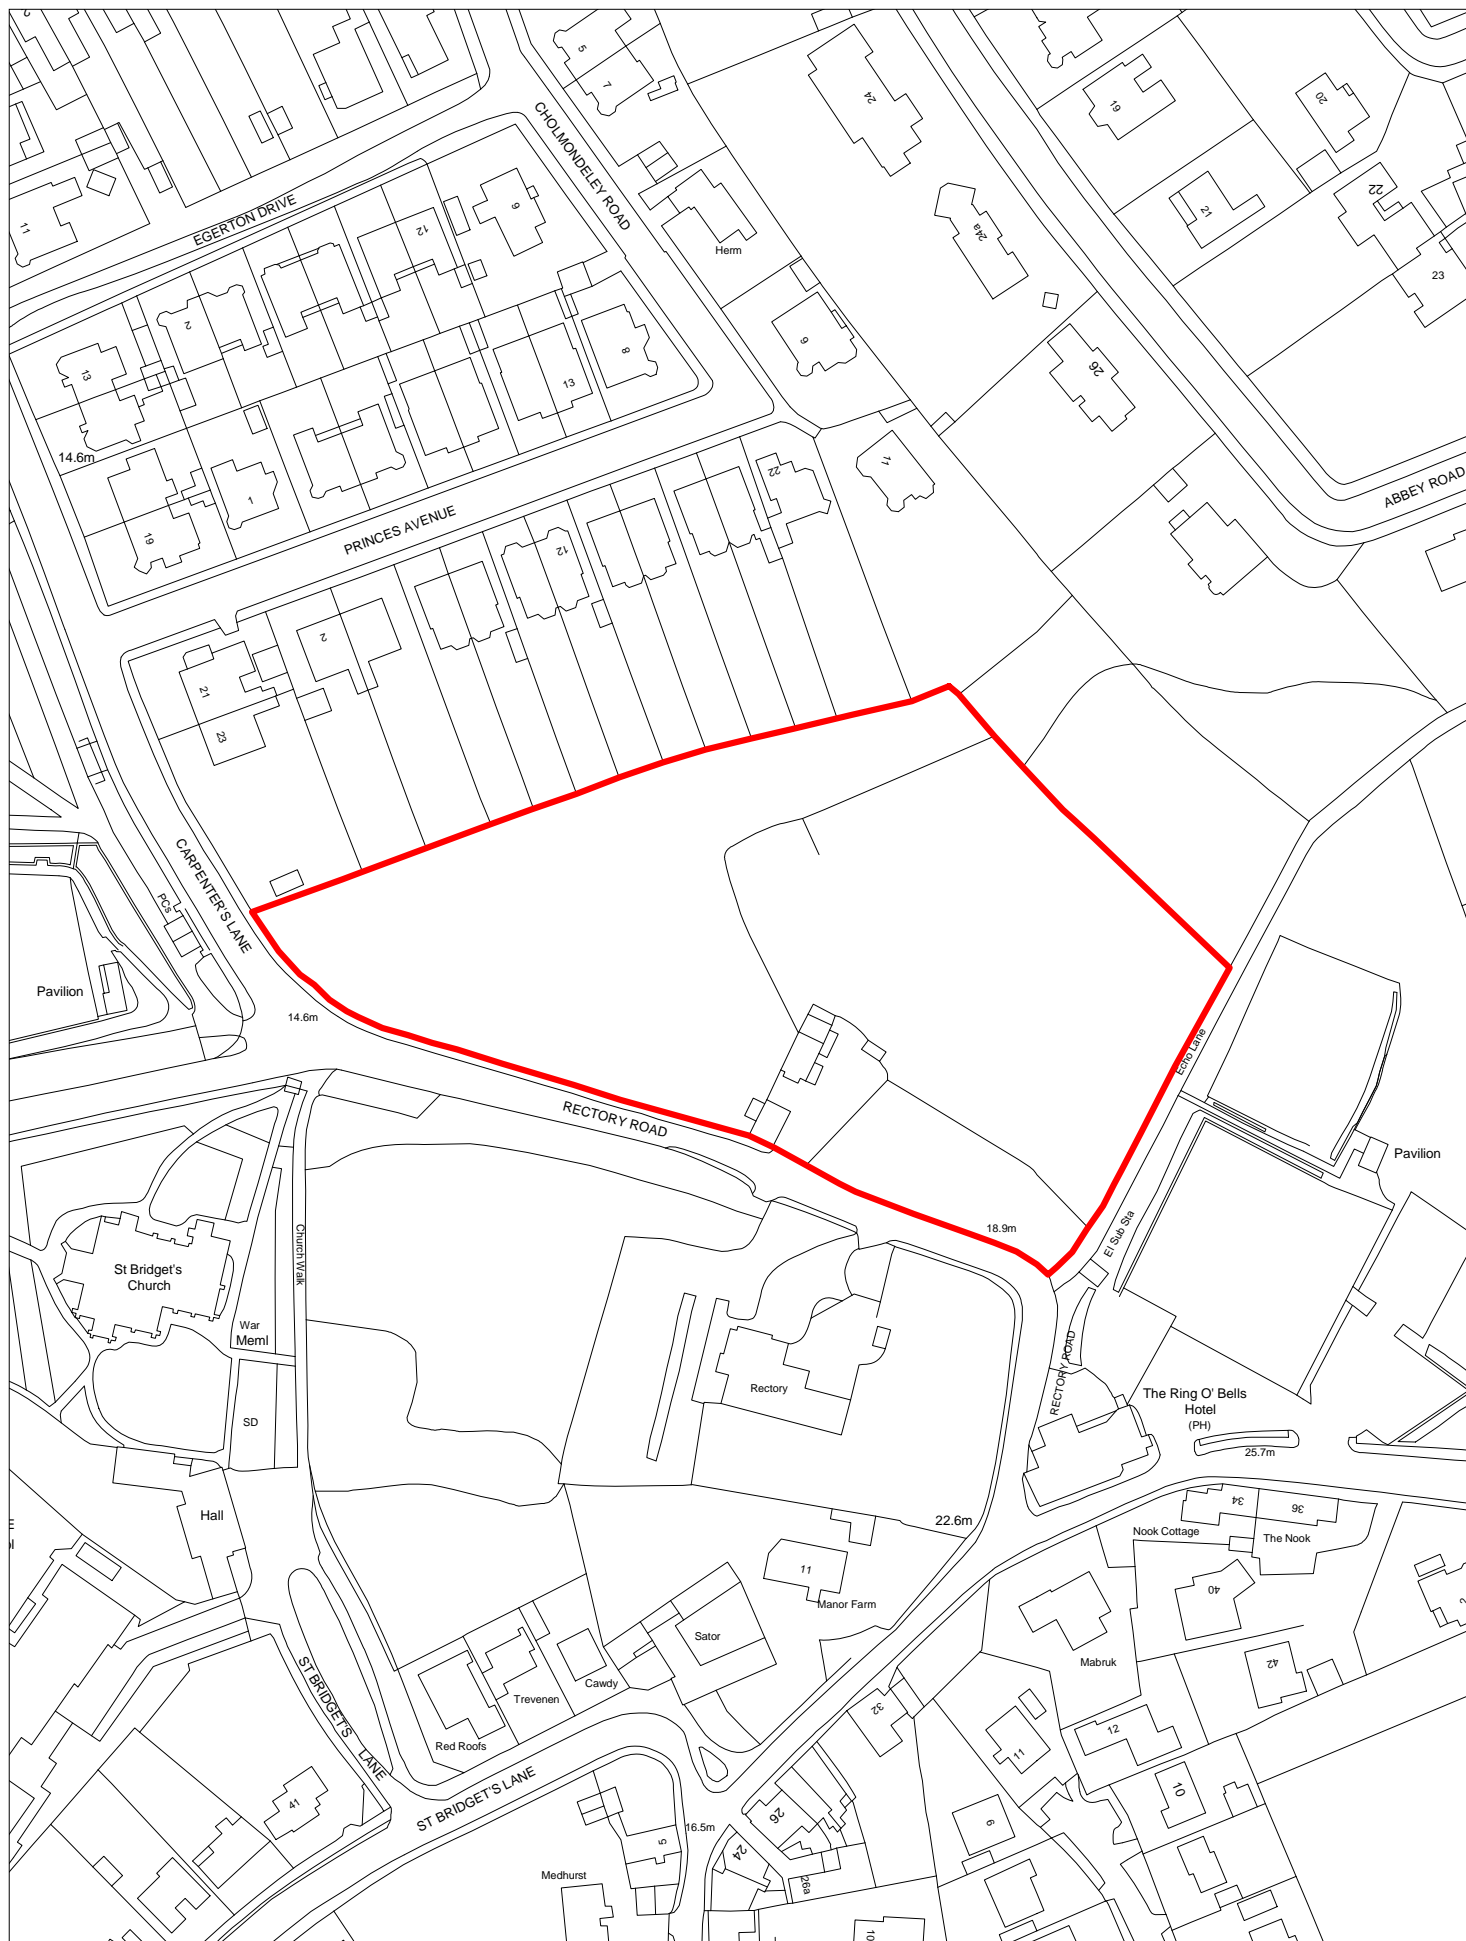 2
5
7
24
19
20
CHOLMONDELEY ROAD
22
11
EGERTON DRIVE
12
9
21
24a
Herm
23
2
13
13
8
9
26
14.6m
1
22
11
ABBEY ROAD
19
PRINCES AVENUE
12
2
21
23
CARPENTER'S LANE
PCs
Pavilion
14.6m
Echo Lane
RECTORY ROAD
Pavilion
18.9m
El Sub Sta
St Bridget's
Church
Church Walk
War
Meml
RECTORY ROAD
Rectory
The Ring O' Bells
Hotel
(PH)
SD
25.7m
Hall
22.6m
34
36
Nook Cottage
The Nook
11
Manor Farm
40
2
Sator
Mabruk
42
ST BRIDGET'S LANE
Cawdy
Trevenen
32
Red Roofs
11
12
10
ST BRIDGET'S LANE
41
26
6
16.5m
5
24
Medhurst
26a
10